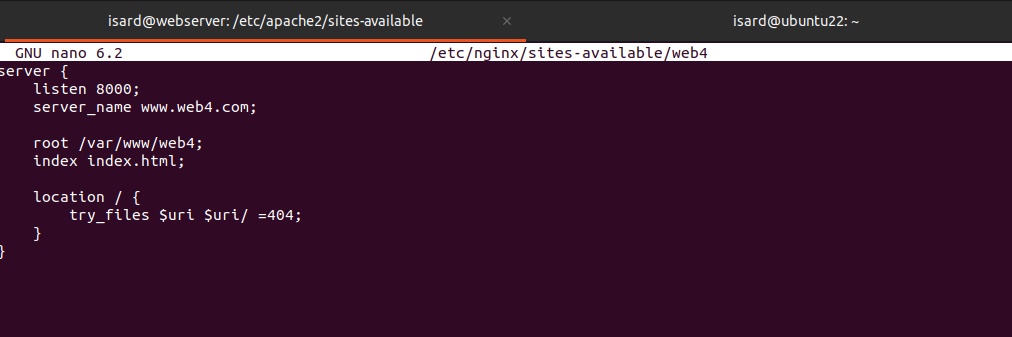 isard@webserver: /etc/apache2/sites-available × isard@ubuntu22: ~
GNU nano 6.2 /etc/nginx/sites-available/web4
server {
    listen 8000;
    server_name www.web4.com;
    root /var/www/web4;
    index index.html;
    location / {
        try_files $uri $uri/ =404;
    }
}